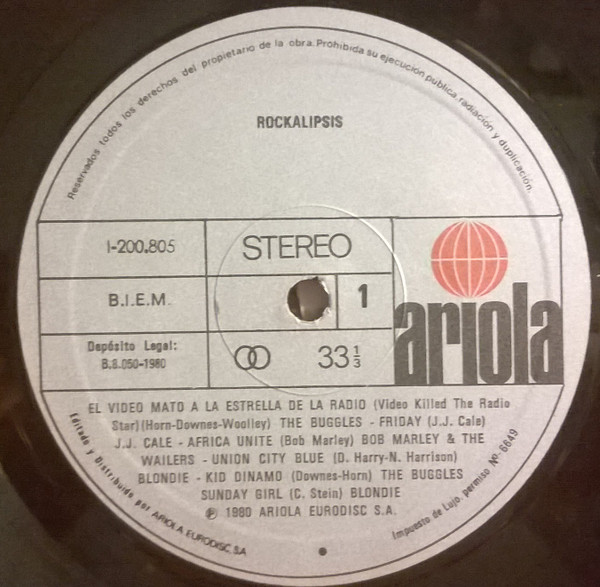 Reservados todos los derechos del propietario de la obra. Prohibida su ejecución pública radiación y duplicación.
ROCKALIPSIS
I-200.805
STEREO
B.I.E.M.
1
Depósito Legal:
B.8.050-1980
33 1/3
ariola
EL VIDEO MATO A LA ESTRELLA DE LA RADIO (Video Killed The Radio
Star)(Horn-Downes-Woolley) THE BUGGLES - FRIDAY (J.J. Cale)
J.J. CALE - AFRICA UNITE (Bob Marley) BOB MARLEY & THE
WAILERS - UNION CITY BLUE (D. Harry-N. Harrison)
BLONDIE - KID DINAMO (Downes-Horn) THE BUGGLES
SUNDAY GIRL (C. Stein) BLONDIE
℗ 1980 ARIOLA EURODISC S.A.
Editado y Distribuido por ARIOLA EURODISC, S.A.
Impuesto de Lujo. permiso Nº 6649